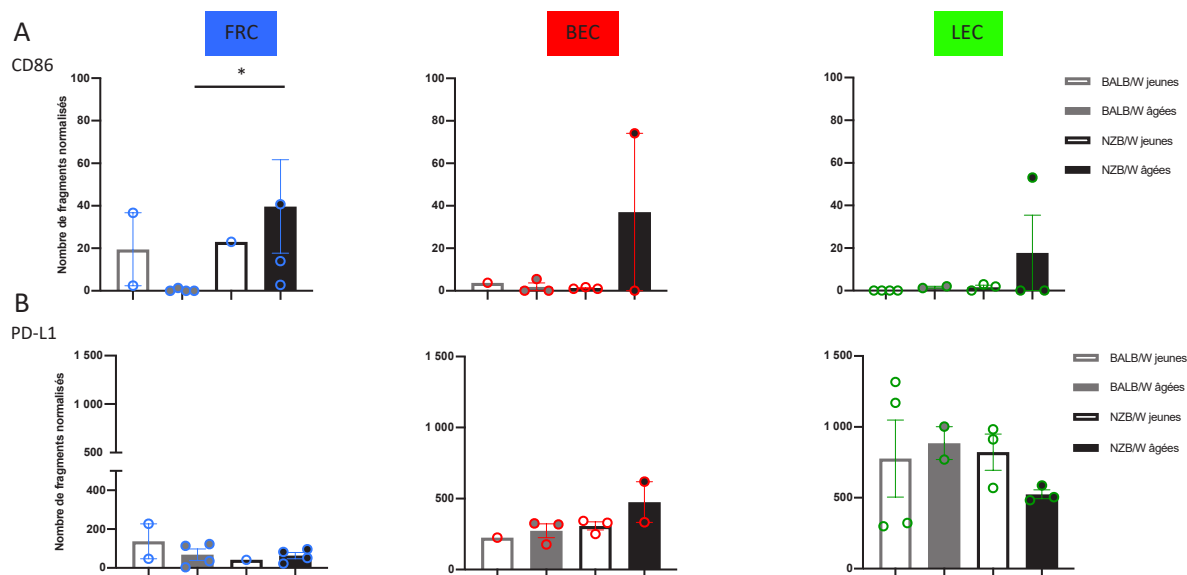 A
FRC
BEC
LEC
CD86
*
Nombre de fragments normalisés
100
80
60
40
20
0
100
80
60
40
20
0
100
80
60
40
20
0
BALB/W jeunes
BALB/W âgées
NZB/W jeunes
NZB/W âgées
B
PD-L1
Nombre de fragments normalisés
1 500
1 000
500
400
200
0
1 500
1 000
500
0
1 500
1 000
500
0
BALB/W jeunes
BALB/W âgées
NZB/W jeunes
NZB/W âgées